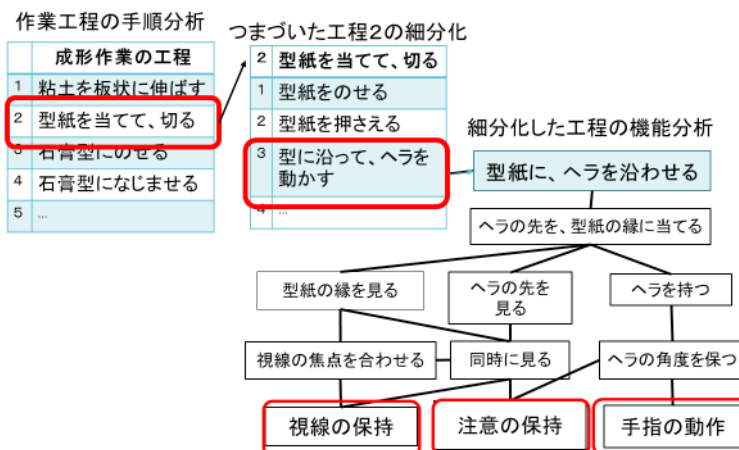 作業工程の手順分析
成形作業の工程
1 粘土を板状に伸ばす
2 型紙を当てて、切る
3 石膏型にのせる
4 石膏型になじませる
5 …
つまづいた工程2の細分化
2 型紙を当てて、切る
1 型紙をのせる
2 型紙を押さえる
3 型に沿って、ヘラを
動かす
4 …
細分化した工程の機能分析
型紙に、ヘラを沿わせる
ヘラの先を、型紙の縁に当てる
型紙の縁を見る
ヘラの先を
見る
ヘラを持つ
視線の焦点を合わせる
同時に見る
ヘラの角度を保つ
視線の保持
注意の保持
手指の動作